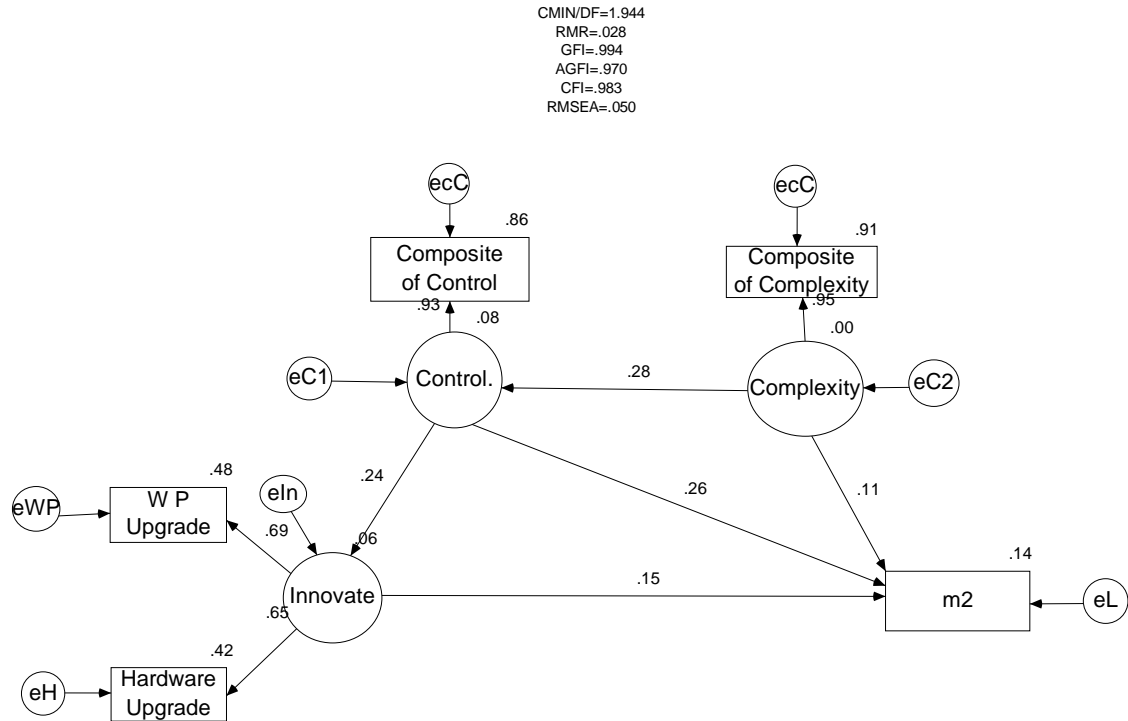 CMIN/DF=1.944
RMR=.028
GFI=.994
AGFI=.970
CFI=.983
RMSEA=.050
ecC
ecC
.86
.91
Composite
of Control
Composite
of Complexity
.93
.08
.95
.00
eC1
Control.
.28
Complexity
eC2
.48
.24
eIn
.26
.11
eWP
W P
Upgrade
.69
.06
.14
Innovate
.15
m2
eL
.65
.42
eH
Hardware
Upgrade